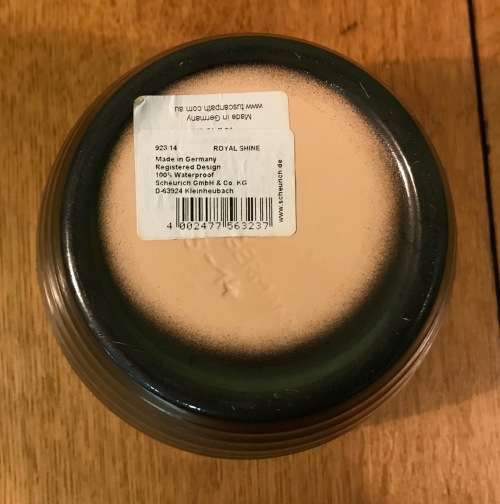 www.tuscanpath.com.au
Made in Germany
923 14 ROYAL SHINE
Made in Germany
Registered Design
100% Waterproof
Scheurich GmbH & Co. KG
D-63924 Kleinheubach
4 002477 563237
www.scheurich.de